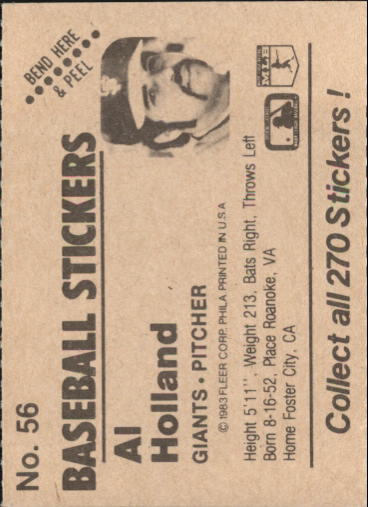 No. 56
BEND HERE
& PEEL
BASEBALL STICKERS
Al
Holland
GIANTS • PITCHER
© 1983 FLEER CORP. PHILA PRINTED IN U.S.A
Height 5'11", Weight 213, Bats Right, Throws Left
Born 8-16-52, Place Roanoke, VA
Home Foster City, CA
MLB
Collect all 270 Stickers !